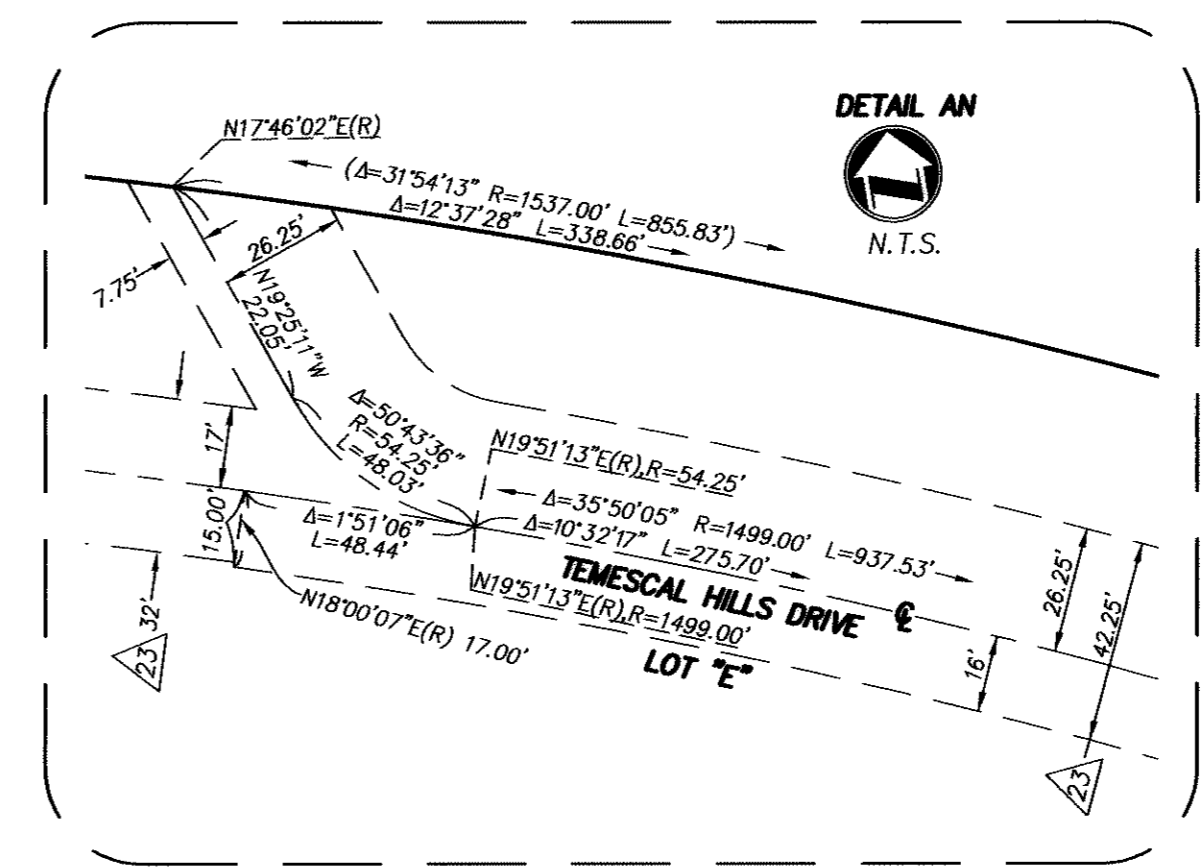 DETAIL AN
N.T.S.
N17°46'02"E(R)
(Δ=31°54'13" R=1537.00' L=855.83')
Δ=12°37'28" L=338.66'
26.25'
7.75'
N19°25'11"W
22.05'
Δ=50°43'36"
R=54.25'
L=48.03'
17'
N19°51'13"E(R),R=54.25'
Δ=35°50'05" R=1499.00' L=937.53'
Δ=10°32'17" L=275.70'
15.00'
Δ=1°51'06"
L=48.44'
TEMESCAL HILLS DRIVE ℄
N19°51'13"E(R),R=1499.00'
LOT "E"
N18°00'07"E(R) 17.00'
32'
23
26.25'
42.25'
16'
23